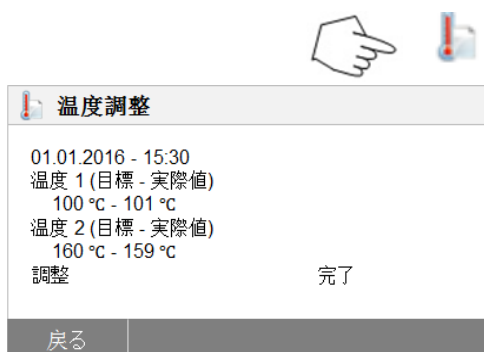 温度調整
01.01.2016 - 15:30
温度 1 (目標 - 実際値)
100 ℃ - 101 ℃
温度 2 (目標 - 実際値)
160 ℃ - 159 ℃
調整 完了
戻る